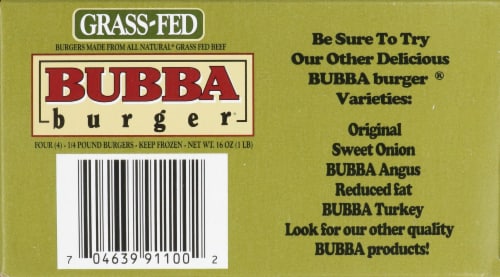 GRASS-FED
BURGERS MADE FROM ALL NATURAL* GRASS FED BEEF
BUBBA
burger®
FOUR (4) - 1/4 POUND BURGERS - KEEP FROZEN - NET WT. 16 OZ (1 LB)
7 04639 91100 2
Be Sure To Try
Our Other Delicious
BUBBA burger ®
Varieties:
Original
Sweet Onion
BUBBA Angus
Reduced fat
BUBBA Turkey
Look for our other quality
BUBBA products!